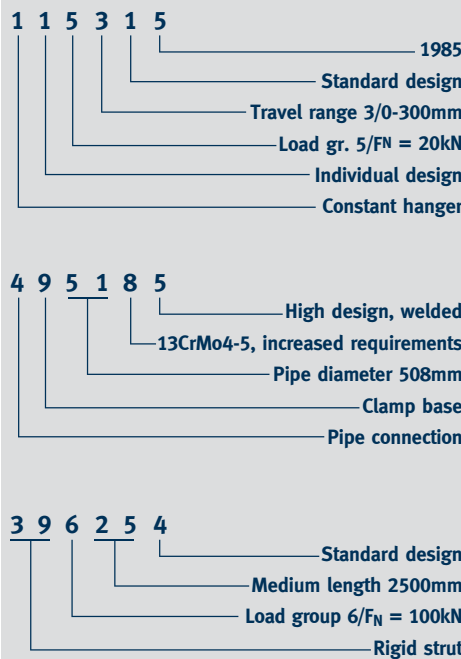 1 1 5 3 1 5
1985
Standard design
Travel range 3/0-300mm
Load gr. 5/FN = 20kN
Individual design
Constant hanger
4 9 5 1 8 5
High design, welded
13CrMo4-5, increased requirements
Pipe diameter 508mm
Clamp base
Pipe connection
3 9 6 2 5 4
Standard design
Medium length 2500mm
Load group 6/FN = 100kN
Rigid strut